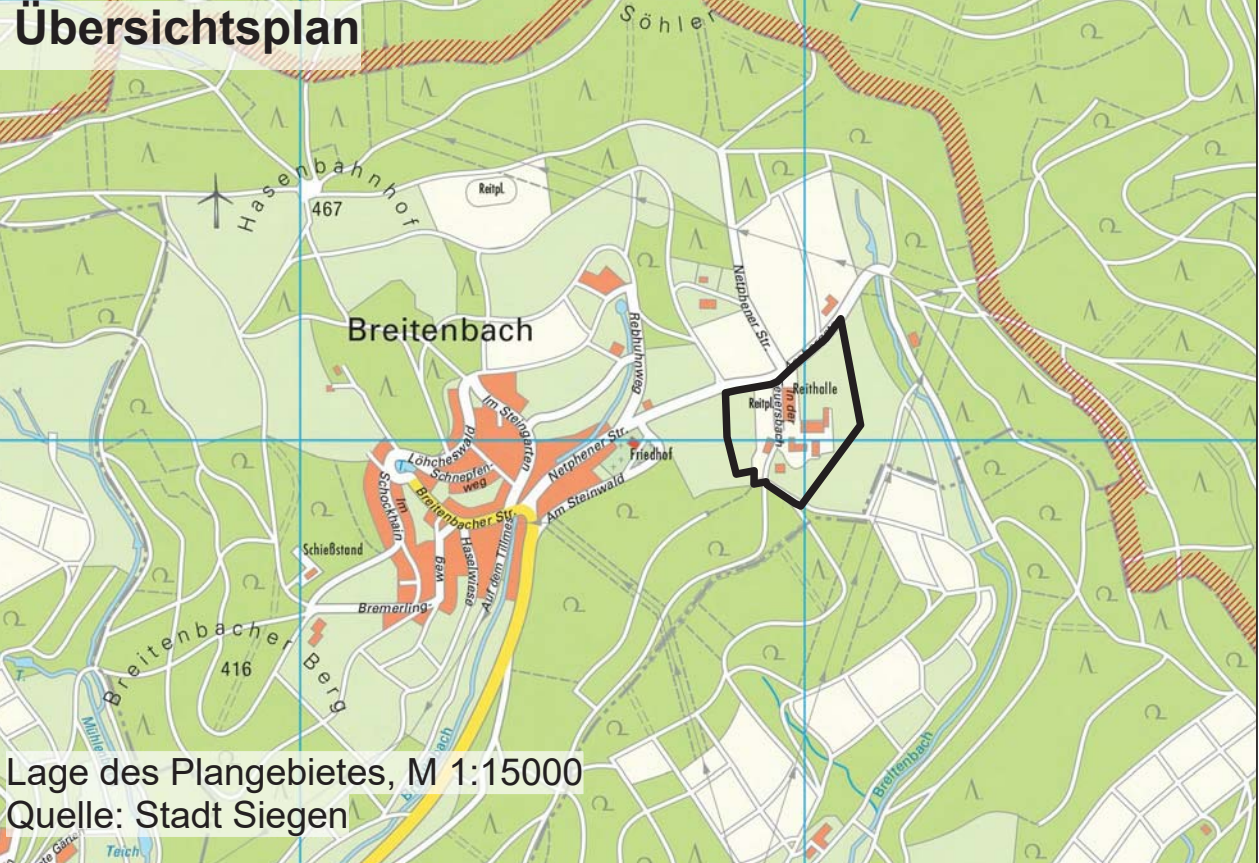 Übersichtsplan
Söhler
Hasenbahnhof
467
Reitpl.
Breitenbach
Netphener Str.
Rebhuhnweg
Reithalle
Reitpl.
In der
euersbach
Im Steingarten
Netphener Str.
Friedhof
Löhcheswald
Schnepfen-
weg
T.
Im
Schockhain
Breitenbacher Str.
Am Steinwald
Schießstand
weg
Haselwiese
Auf dem Tillmes
Bremerling-
Breitenbacher Berg
416
T.
Breitenbach
Lage des Plangebietes, M 1:15000
Quelle: Stadt Siegen
Teich